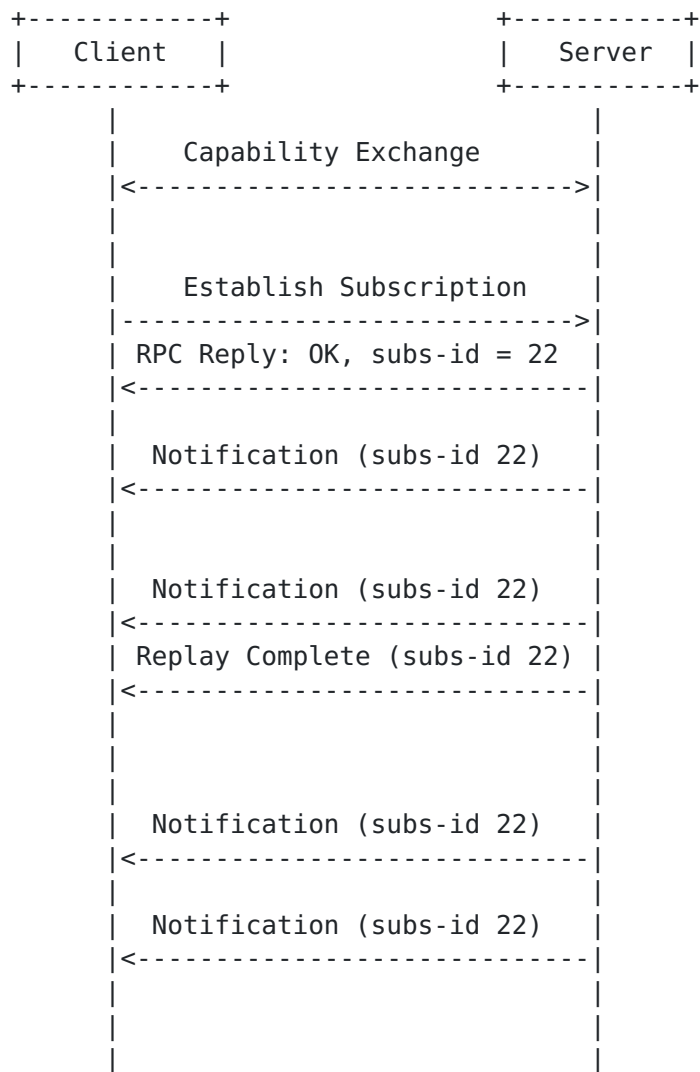 Client Server
Capability Exchange
Establish Subscription
RPC Reply: OK, subs-id = 22
Notification (subs-id 22)
Notification (subs-id 22)
Replay Complete (subs-id 22)
Notification (subs-id 22)
Notification (subs-id 22)